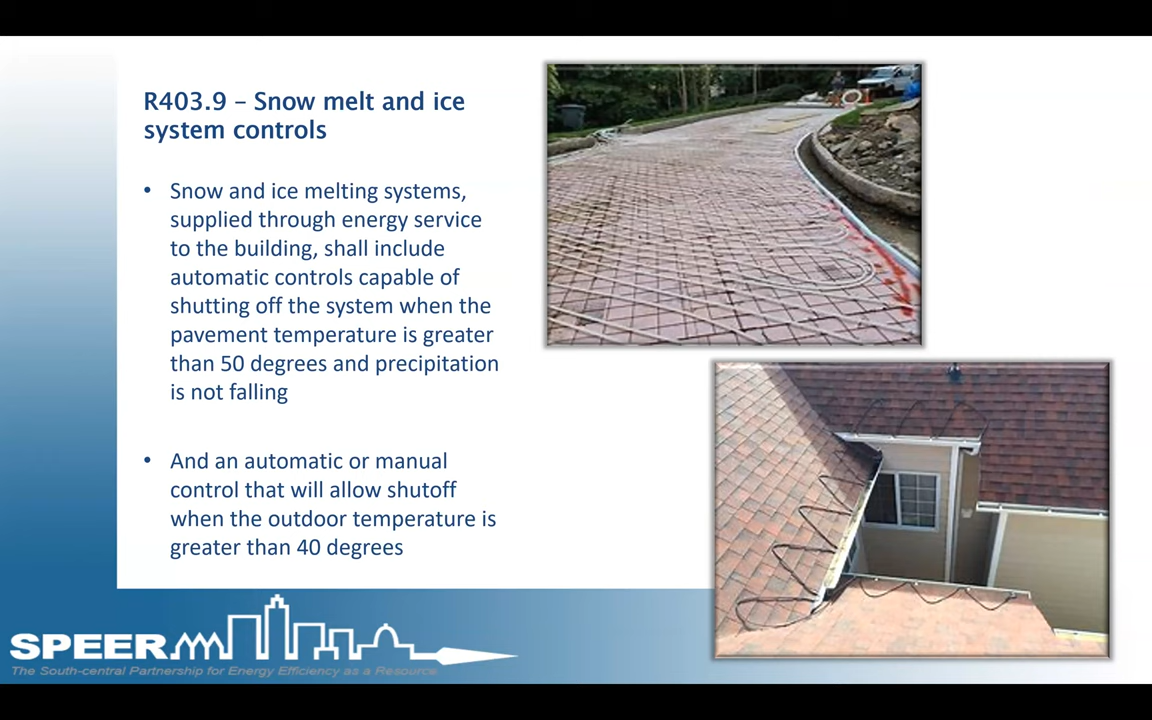 R403.9 – Snow melt and ice
system controls
• Snow and ice melting systems,
supplied through energy service
to the building, shall include
automatic controls capable of
shutting off the system when the
pavement temperature is greater
than 50 degrees and precipitation
is not falling
• And an automatic or manual
control that will allow shutoff
when the outdoor temperature is
greater than 40 degrees
SPEER
The South-central Partnership for Energy Efficiency as a Resource